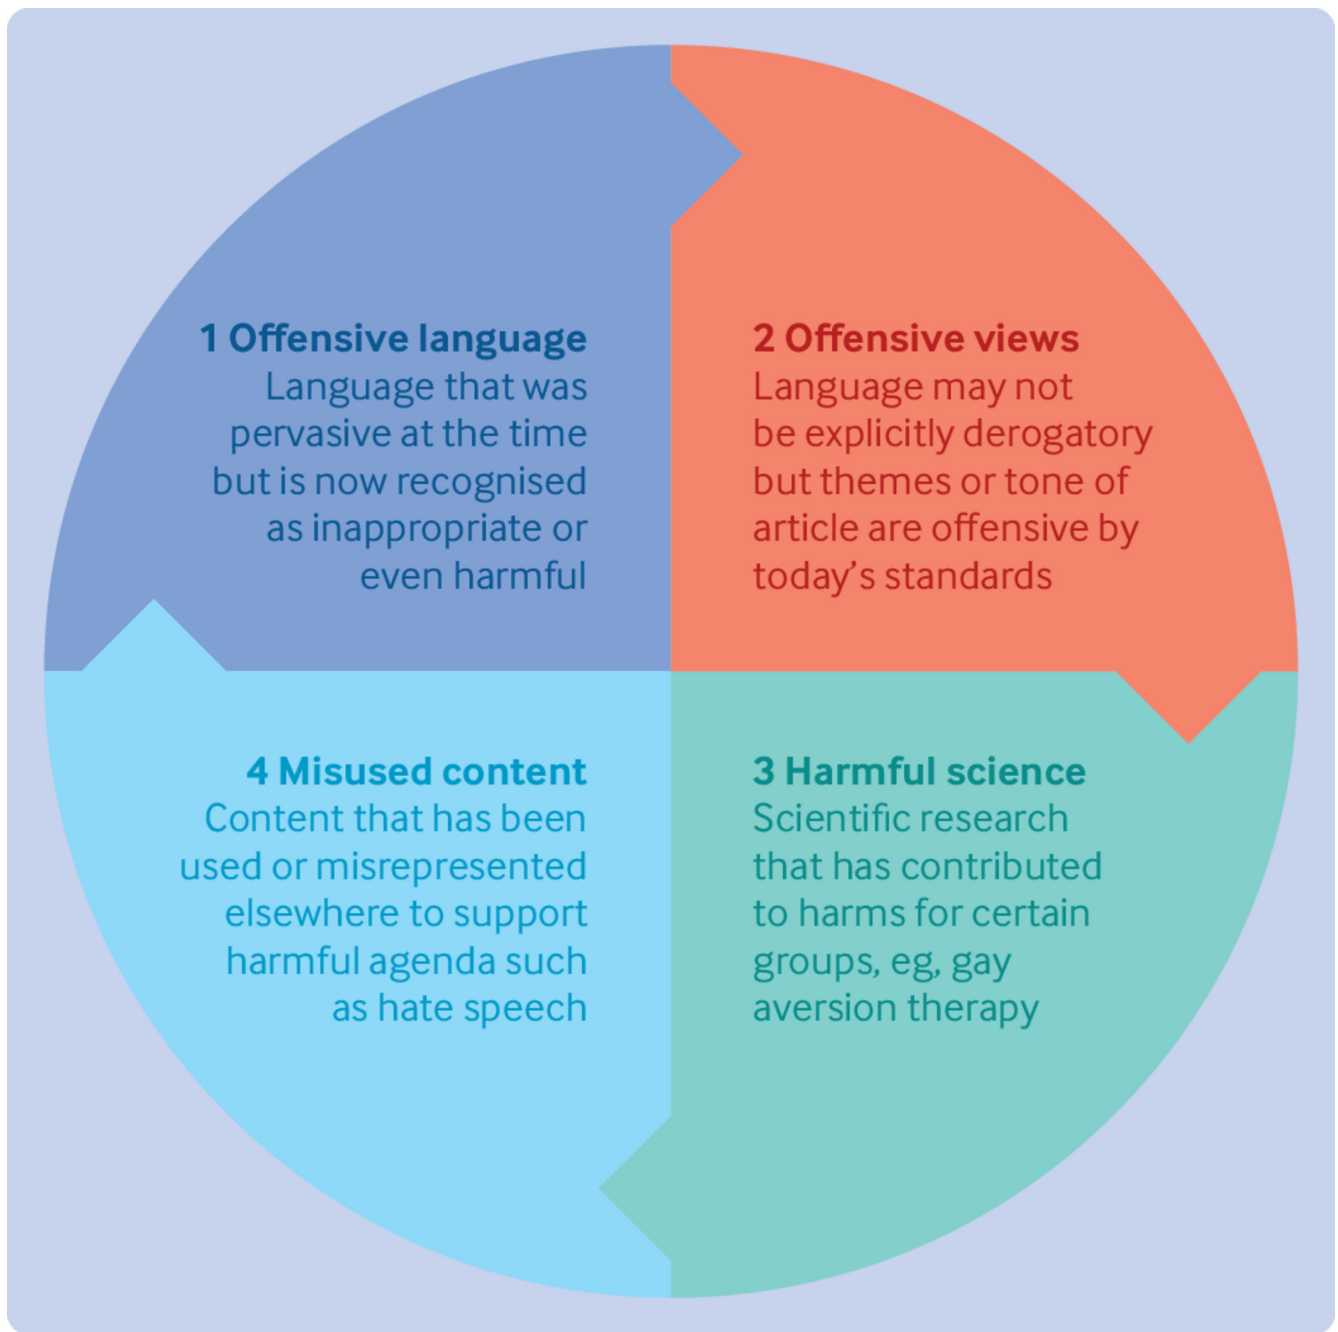 1 Offensive language
Language that was
pervasive at the time
but is now recognised
as inappropriate or
even harmful
2 Offensive views
Language may not
be explicitly derogatory
but themes or tone of
article are offensive by
today’s standards
3 Harmful science
Scientific research
that has contributed
to harms for certain
groups, eg, gay
aversion therapy
4 Misused content
Content that has been
used or misrepresented
elsewhere to support
harmful agenda such
as hate speech